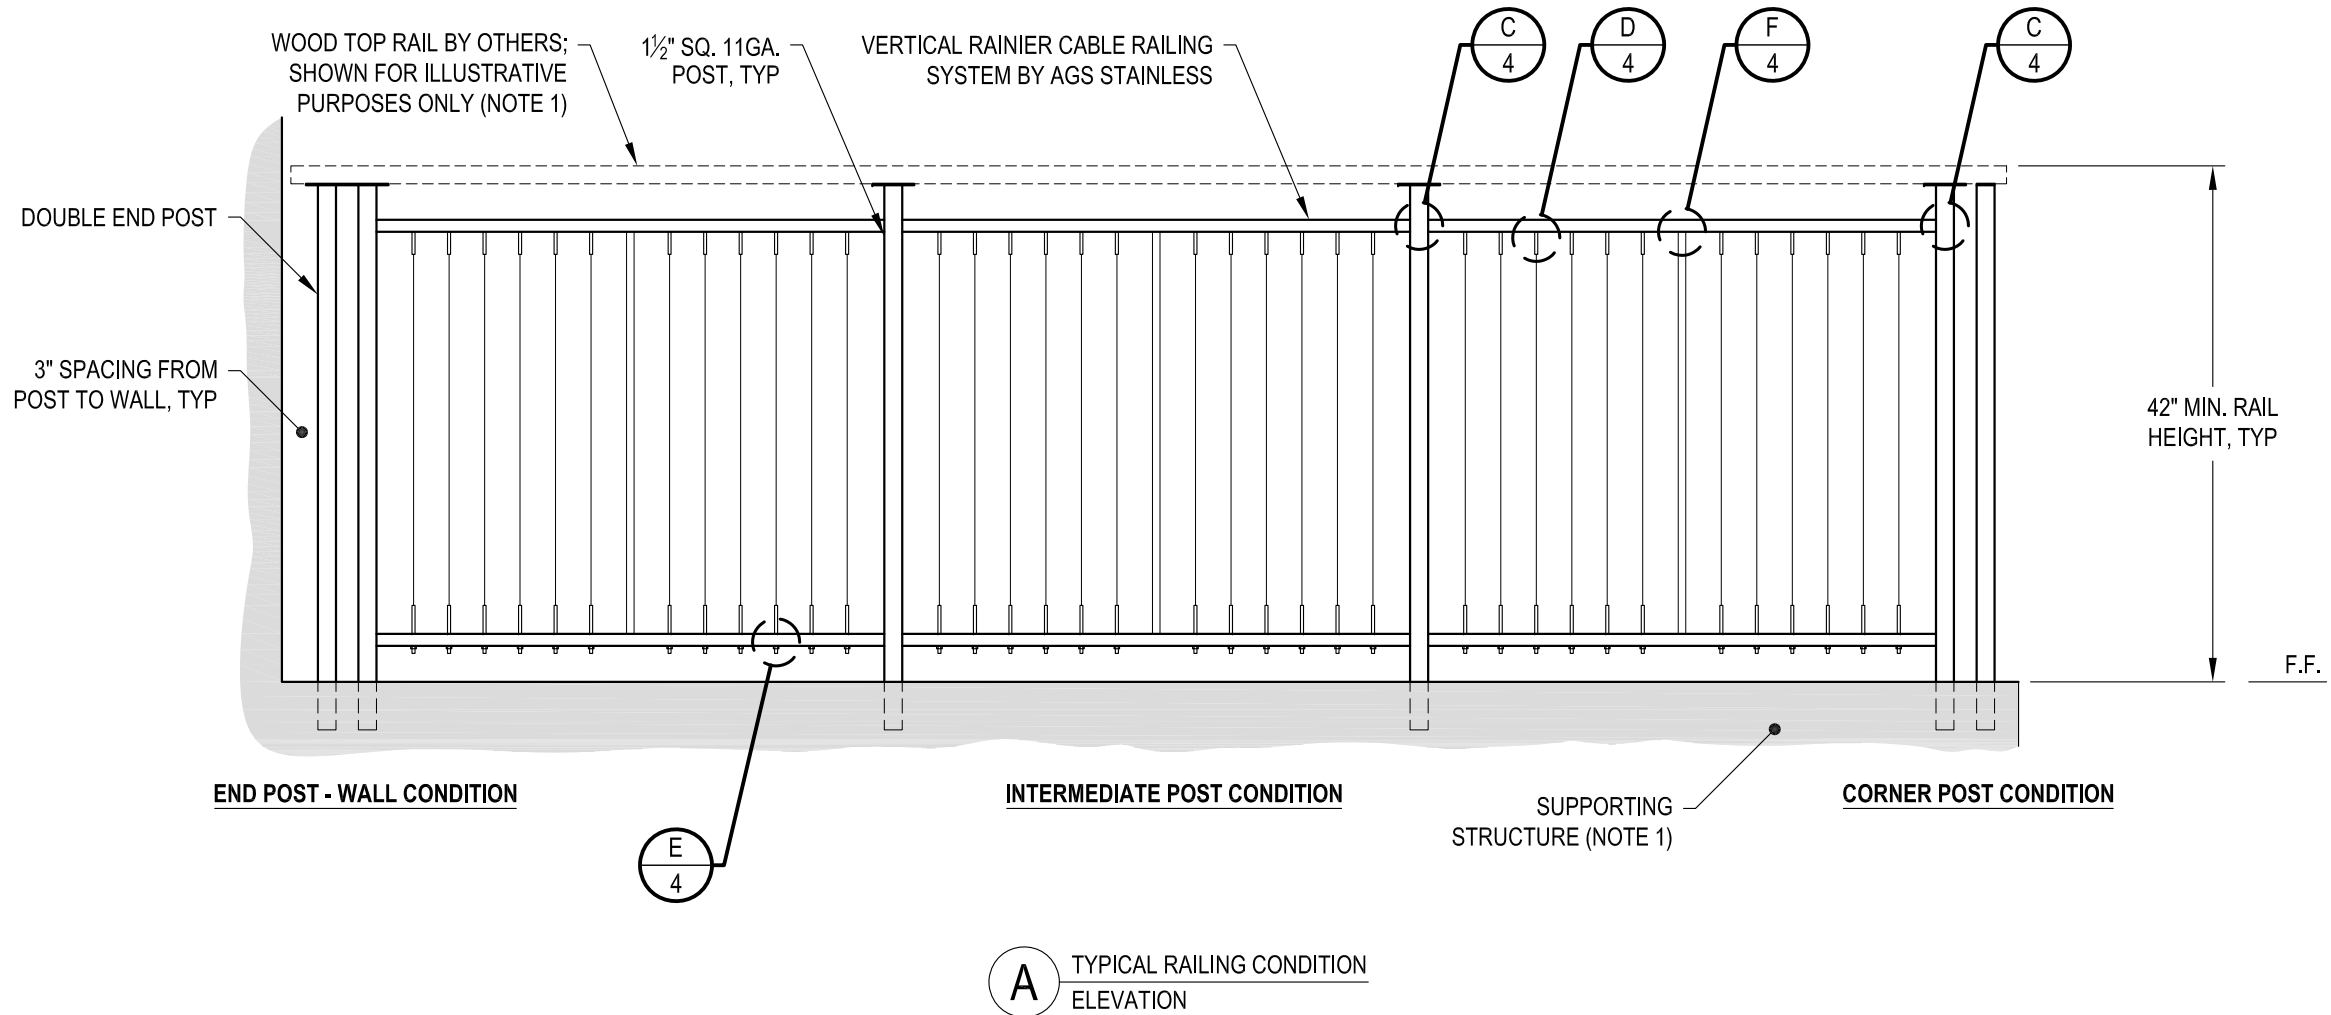 WOOD TOP RAIL BY OTHERS;
SHOWN FOR ILLUSTRATIVE
PURPOSES ONLY (NOTE 1)
1½" SQ. 11GA.
POST, TYP
VERTICAL RAINIER CABLE RAILING
SYSTEM BY AGS STAINLESS
C
4
D
4
F
4
C
4
DOUBLE END POST
3" SPACING FROM
POST TO WALL, TYP
42" MIN. RAIL
HEIGHT, TYP
F.F.
END POST - WALL CONDITION
INTERMEDIATE POST CONDITION
CORNER POST CONDITION
SUPPORTING
STRUCTURE (NOTE 1)
E
4
A
TYPICAL RAILING CONDITION
ELEVATION